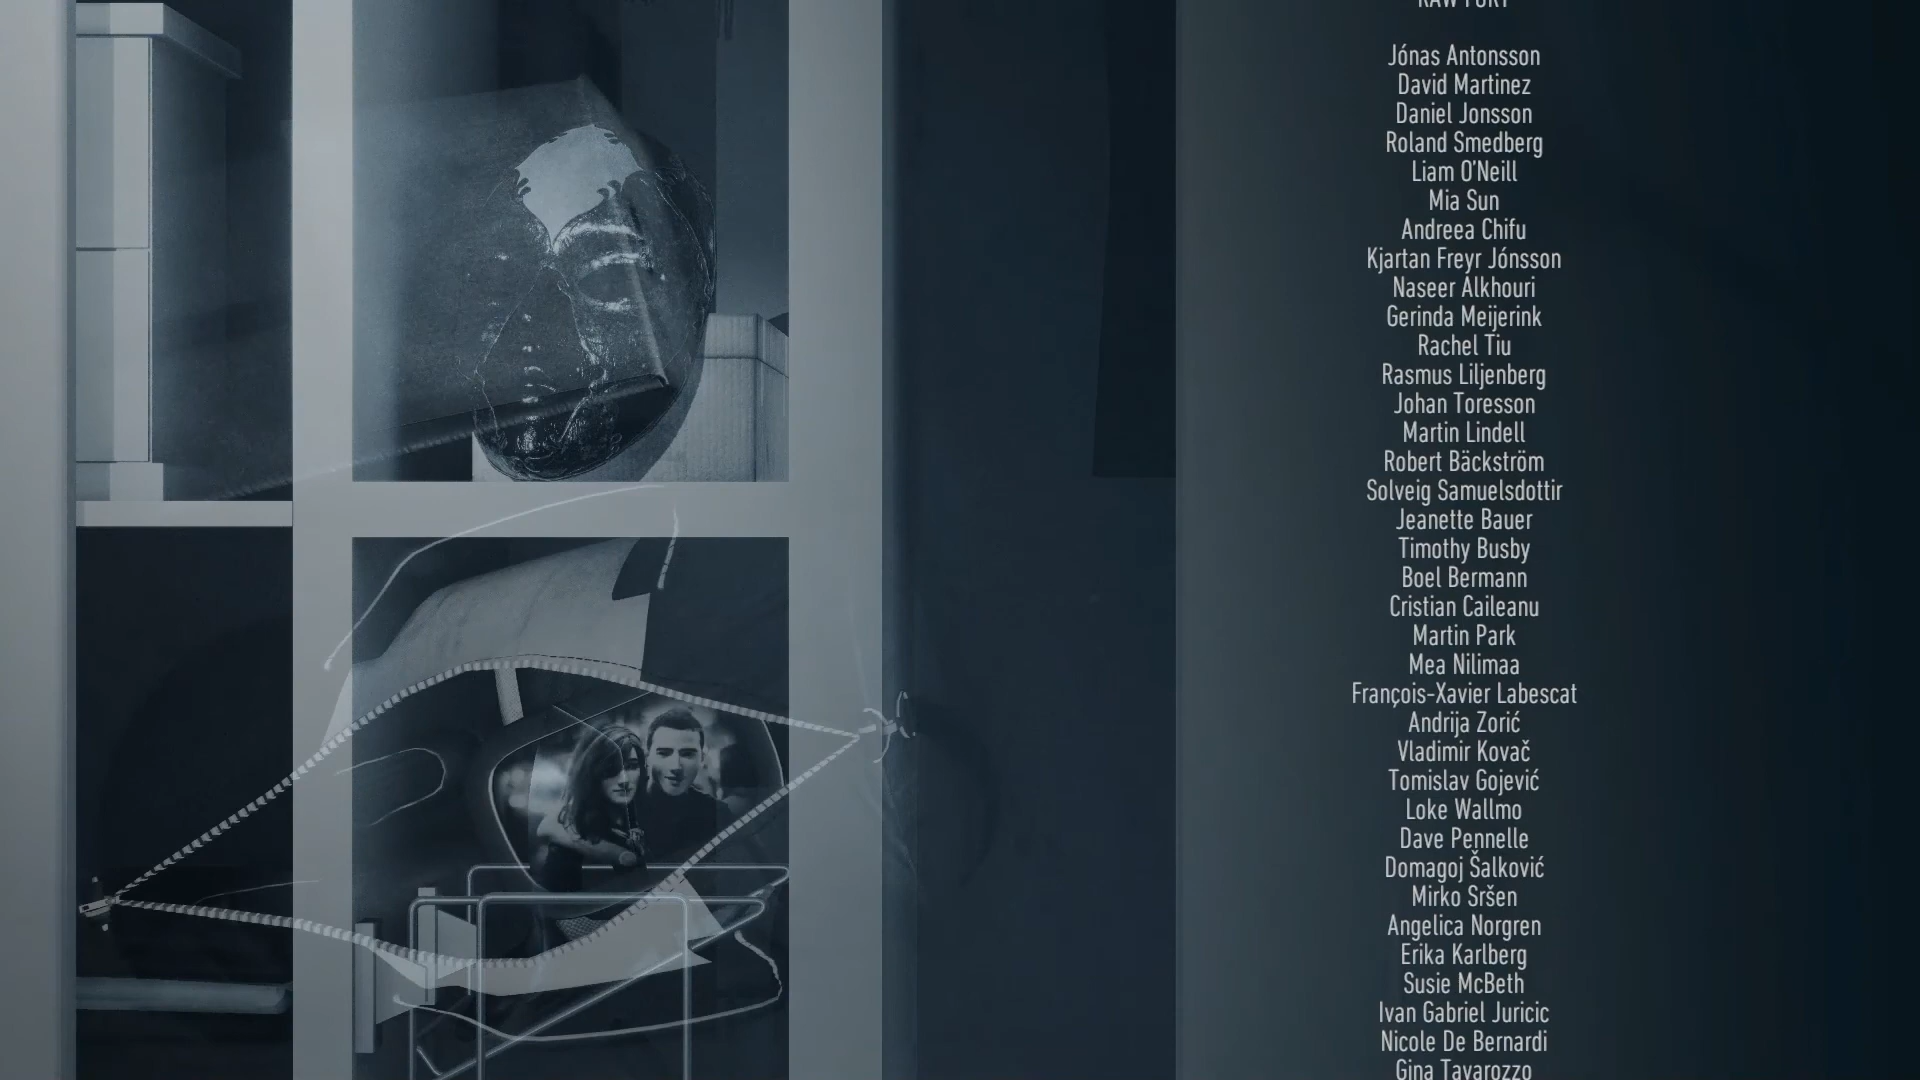 RAW FURY
Jónas Antonsson
David Martinez
Daniel Jonsson
Roland Smedberg
Liam O'Neill
Mia Sun
Andreea Chifu
Kjartan Freyr Jónsson
Naseer Alkhouri
Gerinda Meijerink
Rachel Tiu
Rasmus Liljenberg
Johan Toresson
Martin Lindell
Robert Bäckström
Solveig Samuelsdottir
Jeanette Bauer
Timothy Busby
Boel Bermann
Cristian Caileanu
Martin Park
Mea Nilimaa
François-Xavier Labescat
Andrija Zorić
Vladimir Kovač
Tomislav Gojević
Loke Wallmo
Dave Pennelle
Domagoj Šalković
Mirko Sršen
Angelica Norgren
Erika Karlberg
Susie McBeth
Ivan Gabriel Juricic
Nicole De Bernardi
Gina Tavarozzo